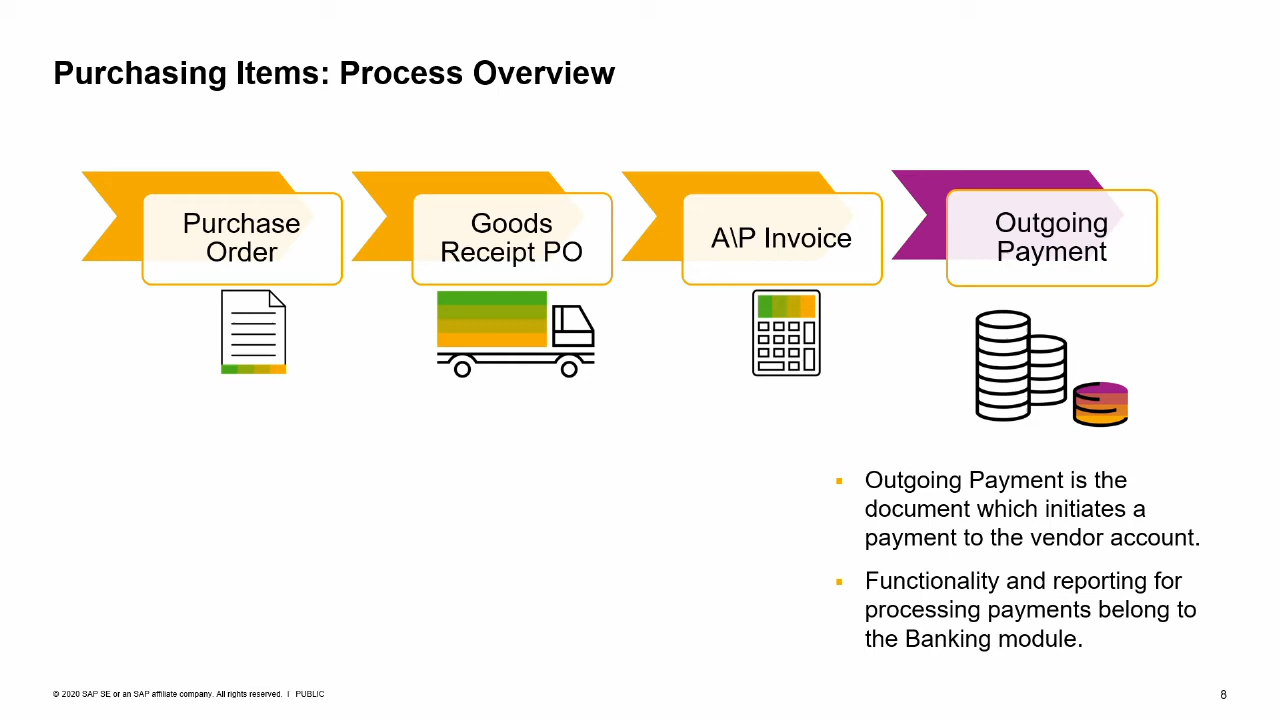 Purchasing Items: Process Overview
Purchase
Order
Goods
Receipt PO
A\P Invoice
Outgoing
Payment
▪ Outgoing Payment is the
document which initiates a
payment to the vendor account.
▪ Functionality and reporting for
processing payments belong to
the Banking module.
© 2020 SAP SE or an SAP affiliate company. All rights reserved. I PUBLIC
8